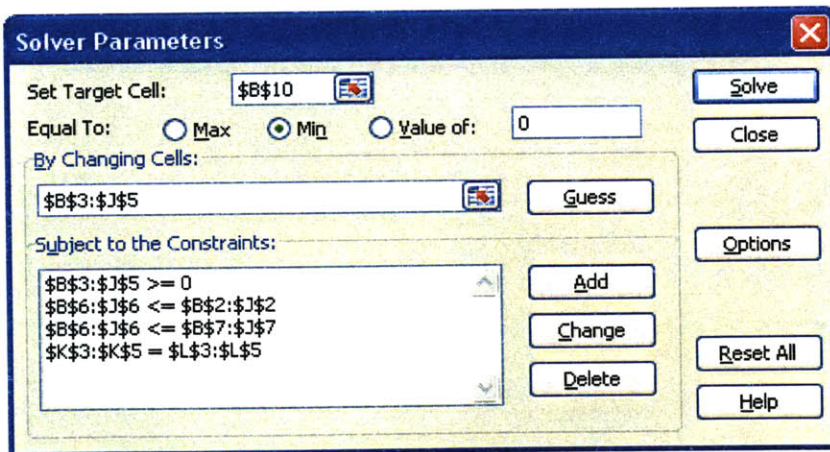 Solver Parameters
Set Target Cell: $B$10
Solve
Equal To: Max Min Value of: 0
Close
By Changing Cells:
$B$3:$J$5
Guess
Subject to the Constraints:
Options
$B$3:$J$5 >= 0
Add
$B$6:$J$6 <= $B$2:$J$2
$B$6:$J$6 <= $B$7:$J$7
Change
$K$3:$K$5 = $L$3:$L$5
Reset All
Delete
Help